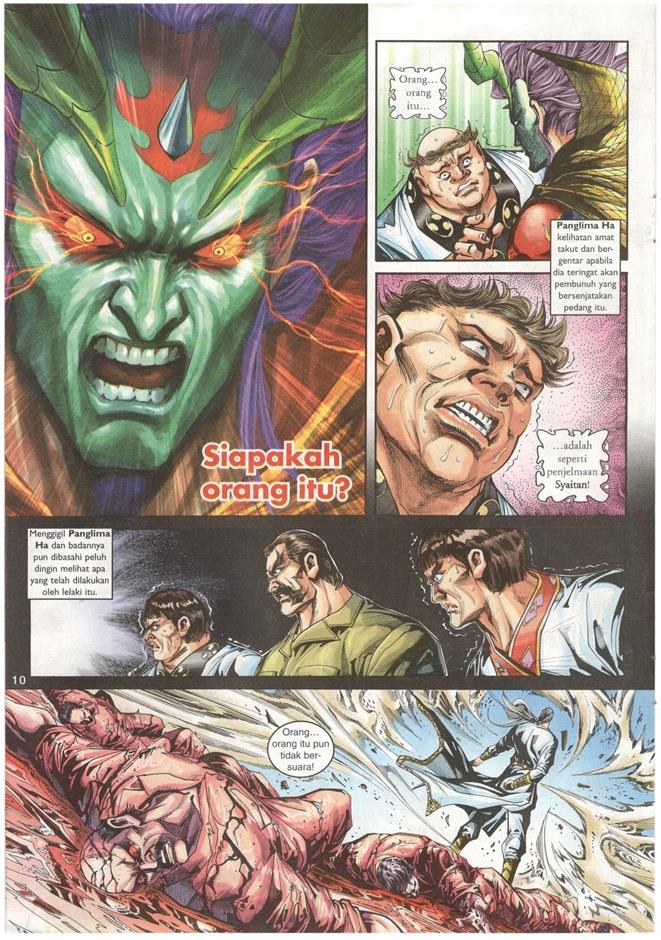 Siapakah
orang itu?
Orang...
orang
itu...
Panglima Ha
kelihatan amat
takut dan ber-
gentar apabila
dia teringat akan
pembunuh yang
bersenjatakan
pedang itu.
...adalah
seperti
penjelmaan
Syaitan!
Menggigil Panglima
Ha dan badannya
pun dibasahi peluh
dingin melihat apa
yang telah dilakukan
oleh lelaki itu.
10
Orang...
orang itu pun
tidak ber-
suara!